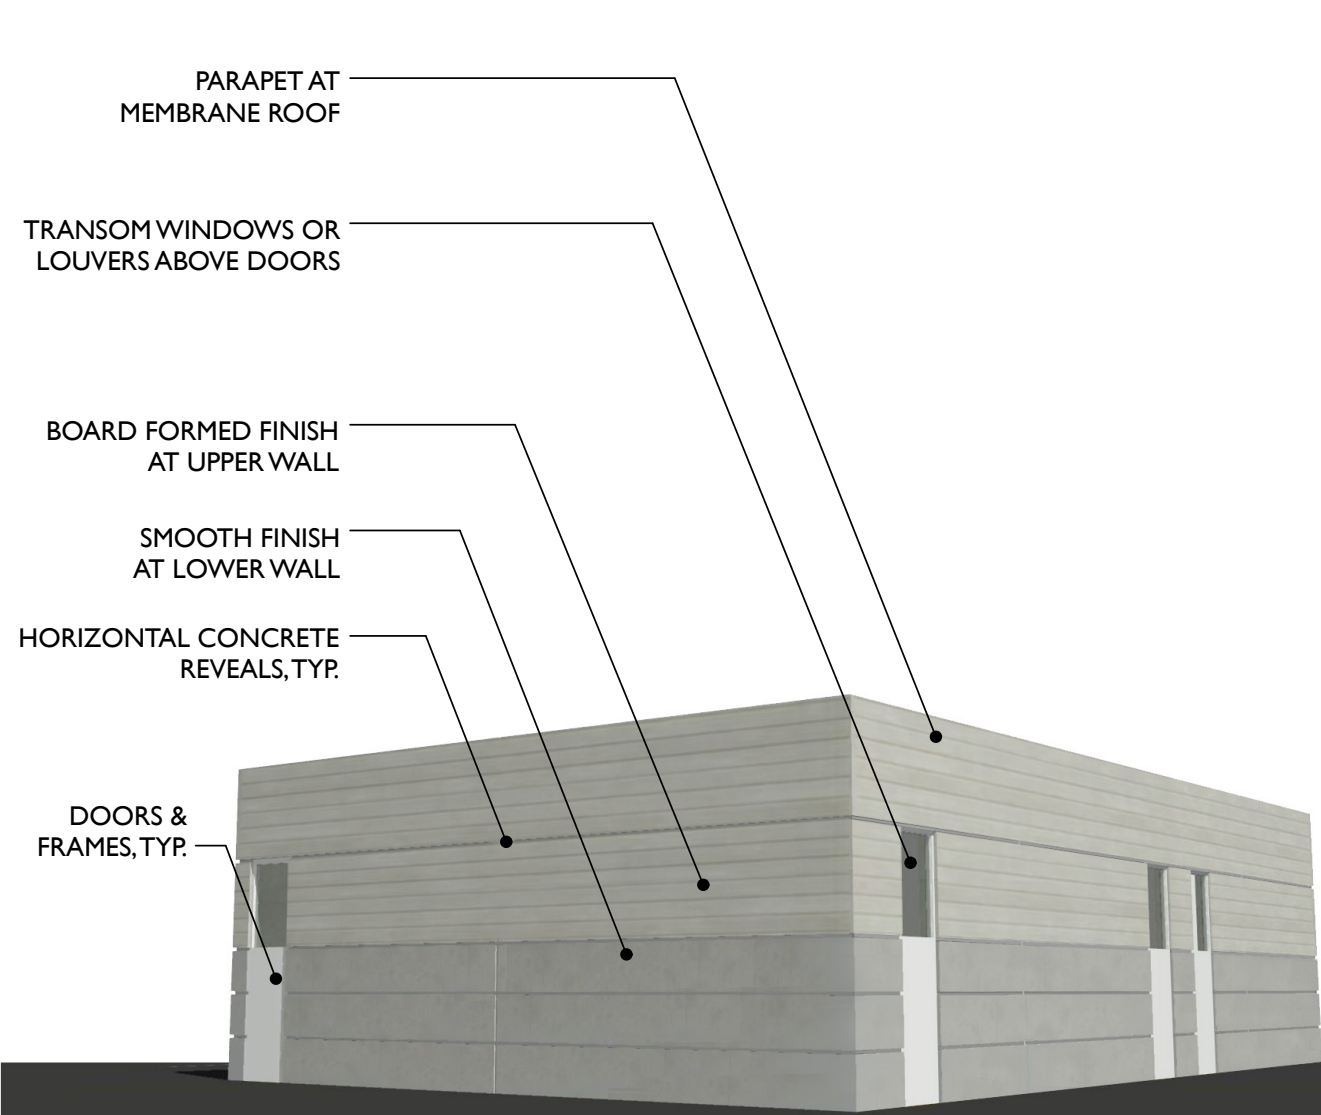 PARAPET AT
MEMBRANE ROOF
TRANSOM WINDOWS OR
LOUVERS ABOVE DOORS
BOARD FORMED FINISH
AT UPPER WALL
SMOOTH FINISH
AT LOWER WALL
HORIZONTAL CONCRETE
REVEALS, TYP.
DOORS &
FRAMES, TYP.